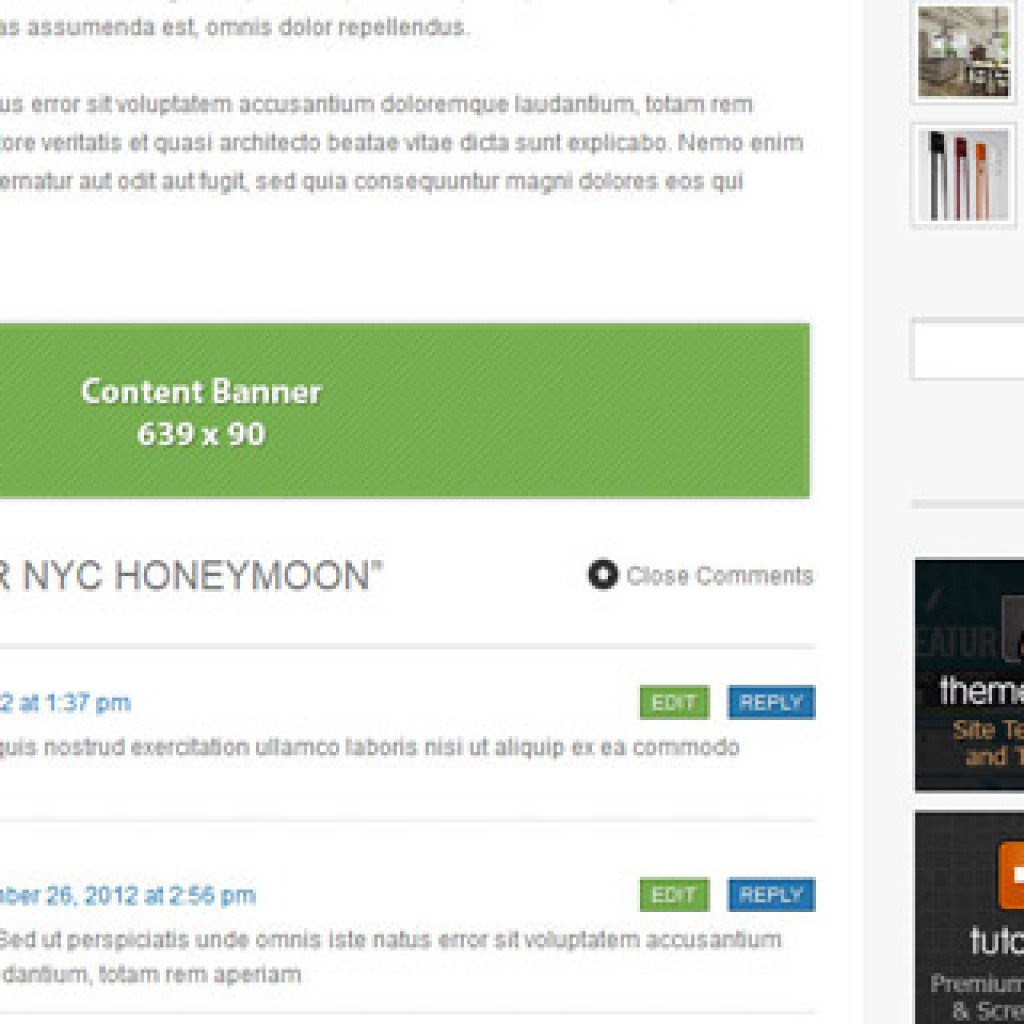 as assumenda est, omnis dolor repellendus.
us error sit voluptatem accusantium doloremque laudantium, totam rem
tore veritatis et quasi architecto beatae vitae dicta sunt explicabo. Nemo enim
ernatur aut odit aut fugit, sed quia consequuntur magni dolores eos qui
Content Banner
639 x 90
R NYC HONEYMOON”
Close Comments
2 at 1:37 pm
EDIT
REPLY
quis nostrud exercitation ullamco laboris nisi ut aliquip ex ea commodo
mber 26, 2012 at 2:56 pm
EDIT
REPLY
Sed ut perspiciatis unde omnis iste natus error sit voluptatem accusantium
dantium, totam rem aperiam
EATUR
theme
Site Te
and T
tuto
Premium
& Scre